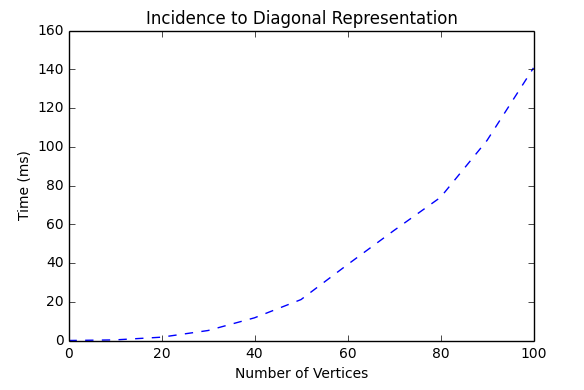 Incidence to Diagonal Representation
160
140
120
100
80
60
40
20
0
Time (ms)
0 20 40 60 80 100
Number of Vertices